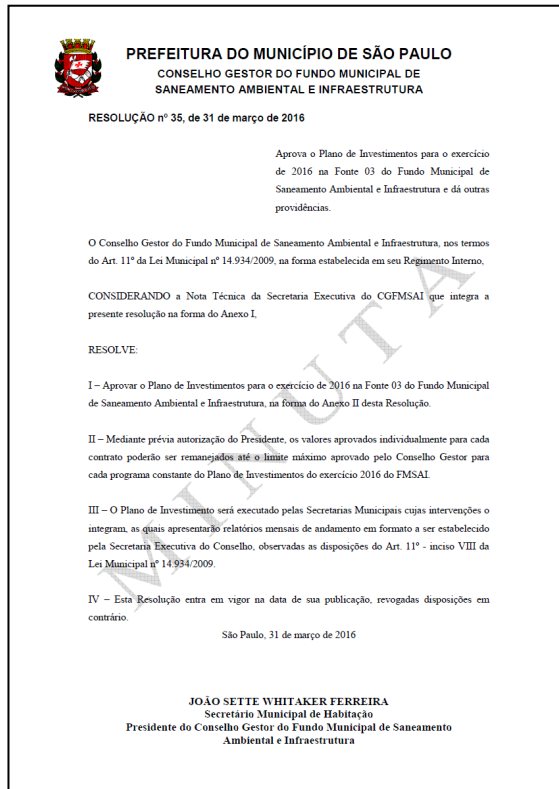 PREFEITURA DO MUNICÍPIO DE SÃO PAULO
CONSELHO GESTOR DO FUNDO MUNICIPAL DE
SANEAMENTO AMBIENTAL E INFRAESTRUTURA
RESOLUÇÃO nº 35, de 31 de março de 2016
Aprova o Plano de Investimentos para o exercício
de 2016 na Fonte 03 do Fundo Municipal de
Saneamento Ambiental e Infraestrutura e dá outras
providências.
O Conselho Gestor do Fundo Municipal de Saneamento Ambiental e Infraestrutura, nos termos
do Art. 11º da Lei Municipal nº 14.934/2009, na forma estabelecida em seu Regimento Interno,
CONSIDERANDO a Nota Técnica da Secretaria Executiva do CGFMSAI que integra a
presente resolução na forma do Anexo I,
RESOLVE:
I – Aprovar o Plano de Investimentos para o exercício de 2016 na Fonte 03 do Fundo Municipal
de Saneamento Ambiental e Infraestrutura, na forma do Anexo II desta Resolução.
II – Mediante prévia autorização do Presidente, os valores aprovados individualmente para cada
contrato poderão ser remanejados até o limite máximo aprovado pelo Conselho Gestor para
cada programa constante do Plano de Investimentos do exercício 2016 do FMSAI.
III – O Plano de Investimento será executado pelas Secretarias Municipais cujas intervenções o
integram, as quais apresentarão relatórios mensais de andamento em formato a ser estabelecido
pela Secretaria Executiva do Conselho, observadas as disposições do Art. 11º - inciso VIII da
Lei Municipal nº 14.934/2009.
IV – Esta Resolução entra em vigor na data de sua publicação, revogadas disposições em
contrário.
São Paulo, 31 de março de 2016
JOÃO SETTE WHITAKER FERREIRA
Secretário Municipal de Habitação
Presidente do Conselho Gestor do Fundo Municipal de Saneamento
Ambiental e Infraestrutura
MINUTA